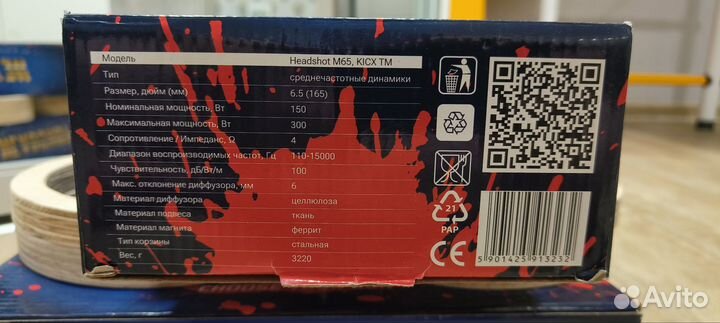 Модель Headshot M65, KICX TM
Тип среднечастотные динамики
Размер, дюйм (мм) 6.5 (165)
Номинальная мощность, Вт 150
Максимальная мощность, Вт 300
Сопротивление / Импеданс, Ω 4
Диапазон воспроизводимых частот, Гц 110-15000
Чувствительность, дБ/Вт/м 100
Макс. отклонение диффузора, мм 6
Материал диффузора целлюлоза
Материал подвеса ткань
Материал магнита феррит
Тип корзины стальная
Вес, г 3220
21
PAP
CE
5 901425 913232
Avito